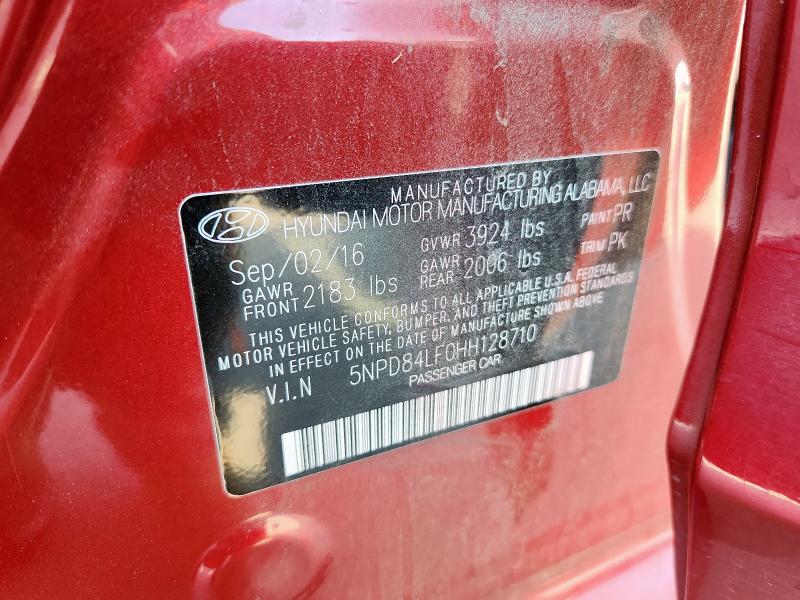 MANUFACTURED BY
HYUNDAI MOTOR MANUFACTURING ALABAMA, LLC
Sep/02/16 GVWR 3924 lbs PAINT PR
GAWR FRONT 2183 lbs GAWR REAR 2006 lbs TRIM PK
THIS VEHICLE CONFORMS TO ALL APPLICABLE U.S.A. FEDERAL
MOTOR VEHICLE SAFETY, BUMPER, AND THEFT PREVENTION STANDARDS
IN EFFECT ON THE DATE OF MANUFACTURE SHOWN ABOVE
V.I.N 5NPD84LF0HH128710
PASSENGER CAR